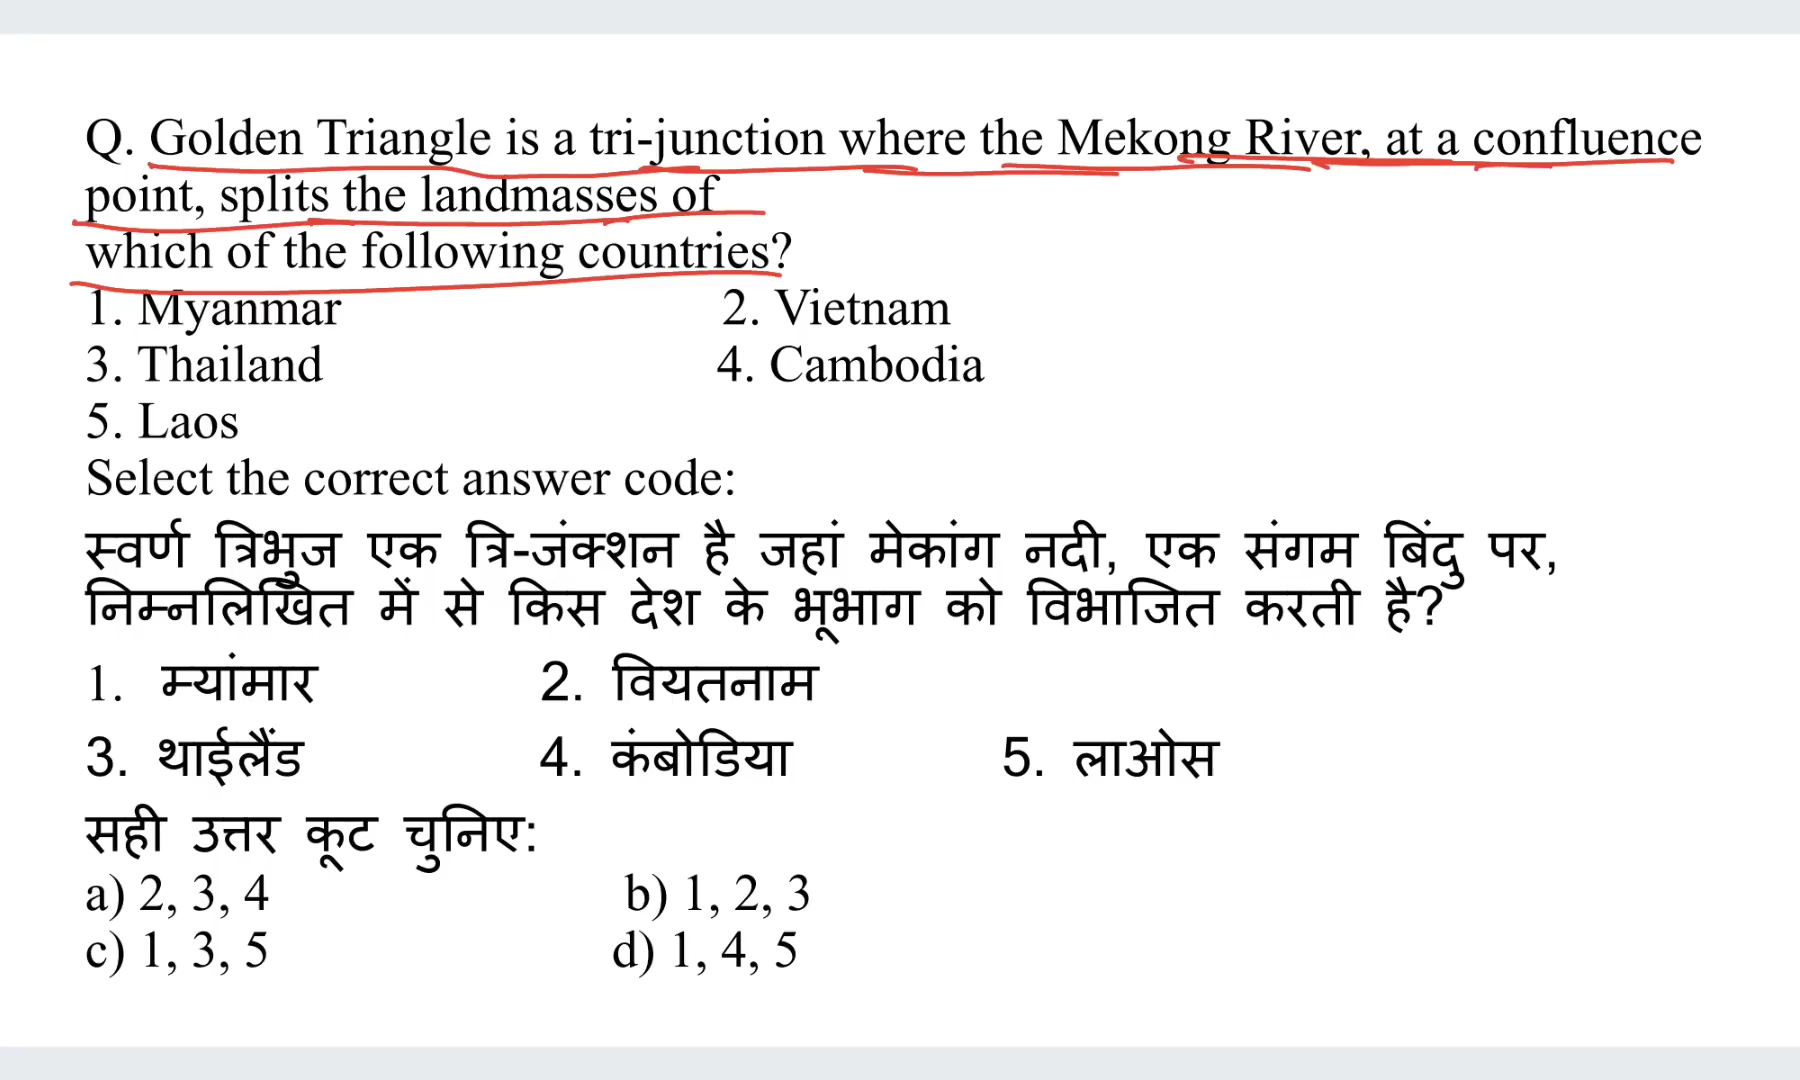 Q. Golden Triangle is a tri-junction where the Mekong River, at a confluence
point, splits the landmasses of
which of the following countries?
1. Myanmar 2. Vietnam
3. Thailand 4. Cambodia
5. Laos
Select the correct answer code:
स्वर्ण त्रिभुज एक त्रि-जंक्शन है जहां मेकांग नदी, एक संगम बिंदु पर,
निम्नलिखित में से किस देश के भूभाग को विभाजित करती है?
1. म्यांमार 2. वियतनाम
3. थाईलैंड 4. कंबोडिया 5. लाओस
सही उत्तर कूट चुनिए:
a) 2, 3, 4 b) 1, 2, 3
c) 1, 3, 5 d) 1, 4, 5